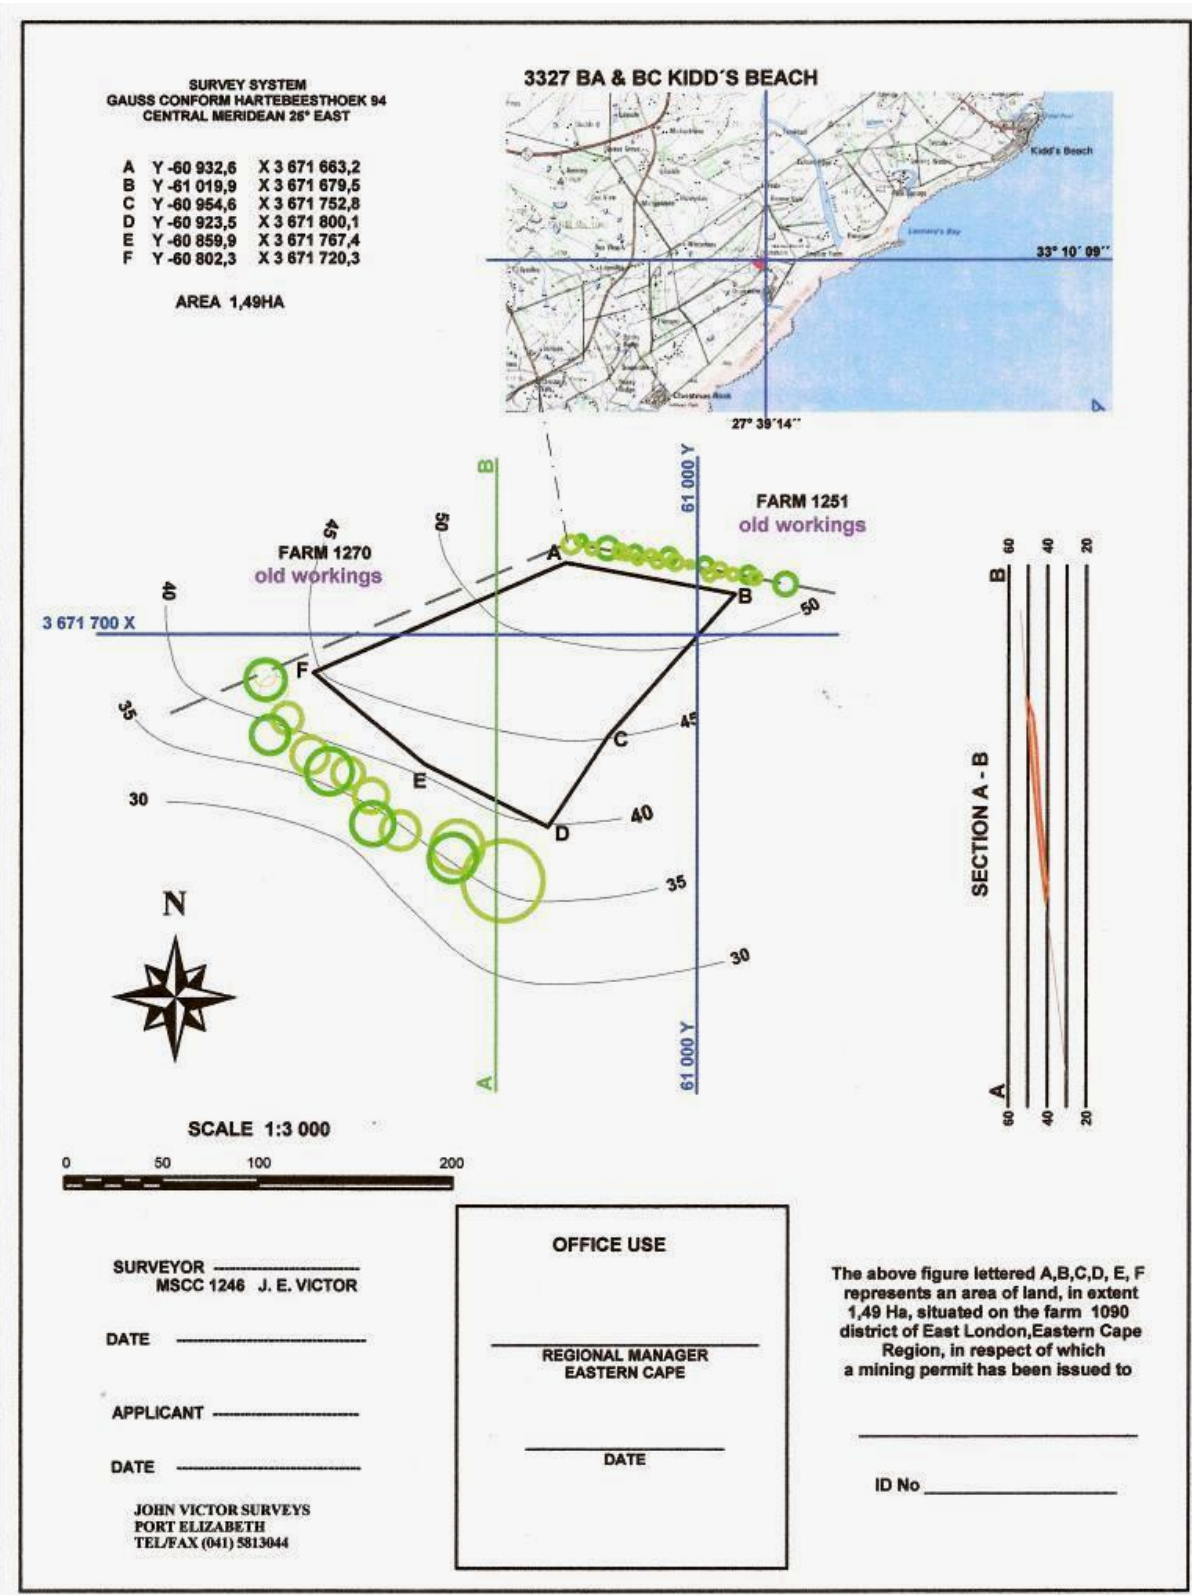 SURVEY SYSTEM
GAUSS CONFORM HARTEBEESTHOEK 94
CENTRAL MERIDEAN 26° EAST
A Y -60 932,6 X 3 671 663,2
B Y -61 019,9 X 3 671 679,5
C Y -60 954,6 X 3 671 752,8
D Y -60 923,5 X 3 671 800,1
E Y -60 859,9 X 3 671 767,4
F Y -60 802,3 X 3 671 720,3
AREA 1,49HA
3327 BA & BC KIDD´S BEACH
Kidd's Beach
33° 10´ 09´´
Christmas Rock
27° 39´14´´
B
61 000 Y
FARM 1251
old workings
45
50
FARM 1270
old workings
A
B
50
40
3 671 700 X
F
35
45
C
E
30
40
D
35
30
N
A
61 000 Y
60
40
20
B
SECTION A - B
A
60
40
20
SCALE 1:3 000
0 50 100 200
SURVEYOR
MSCC 1246 J. E. VICTOR
DATE
APPLICANT
DATE
JOHN VICTOR SURVEYS
PORT ELIZABETH
TEL/FAX (041) 5813044
OFFICE USE
REGIONAL MANAGER
EASTERN CAPE
DATE
The above figure lettered A,B,C,D, E, F
represents an area of land, in extent
1,49 Ha, situated on the farm 1090
district of East London,Eastern Cape
Region, in respect of which
a mining permit has been issued to
ID No